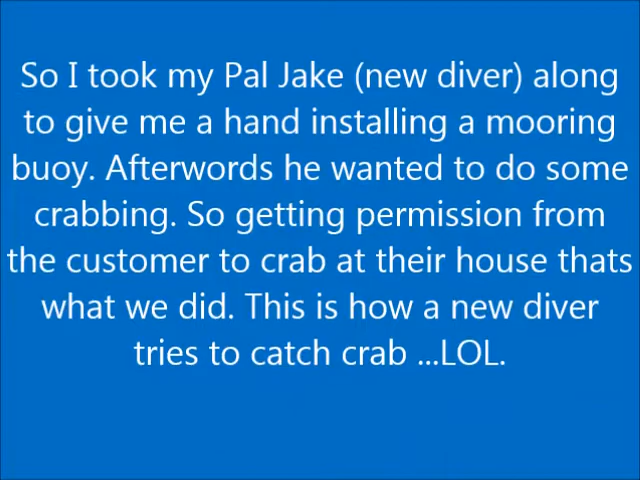 So I took my Pal Jake (new diver) along
to give me a hand installing a mooring
buoy. Afterwords he wanted to do some
crabbing. So getting permission from
the customer to crab at their house thats
what we did. This is how a new diver
tries to catch crab ...LOL.